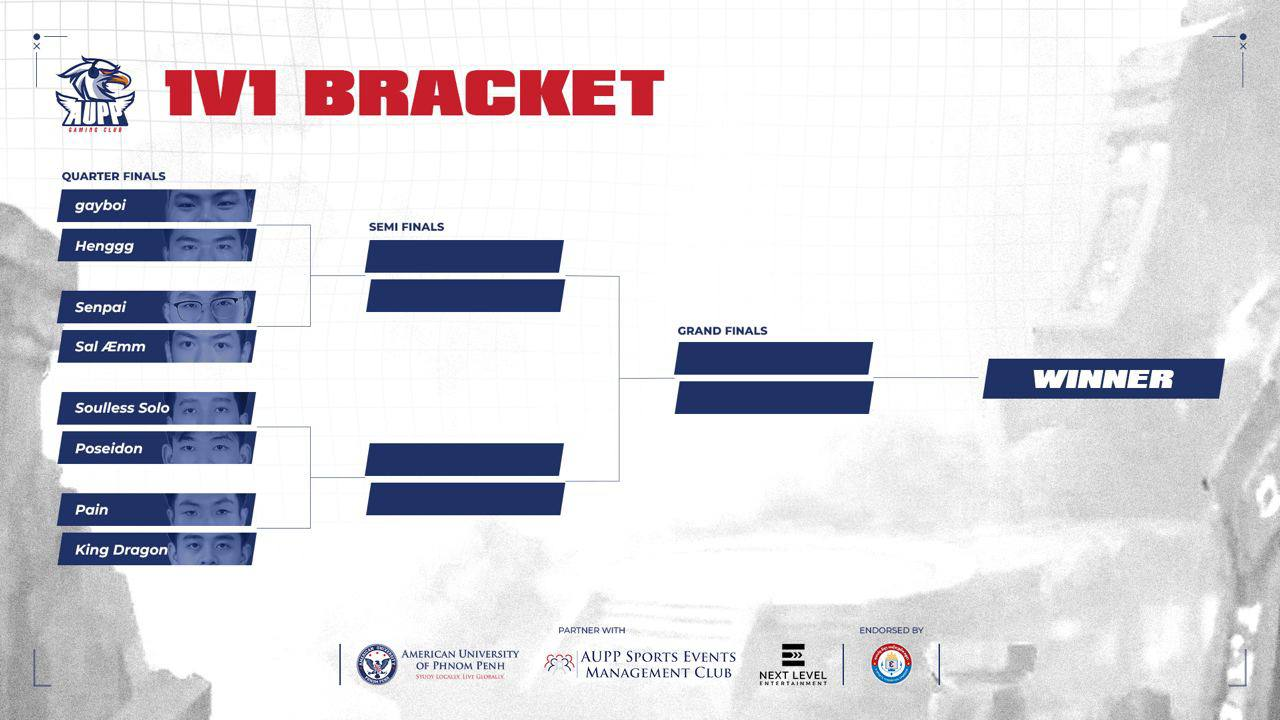 AUPP
GAMING CLUB
1V1 BRACKET
QUARTER FINALS
gayboi
Henggg
Senpai
Sal Æmm
Soulless Solo
Poseidon
Pain
King Dragon
SEMI FINALS
GRAND FINALS
WINNER
PARTNER WITH
AMERICAN UNIVERSITY
OF PHNOM PENH
STUDY LOCALLY. LIVE GLOBALLY.
AUPP SPORTS EVENTS
MANAGEMENT CLUB
NEXT LEVEL
ENTERTAINMENT
ENDORSED BY